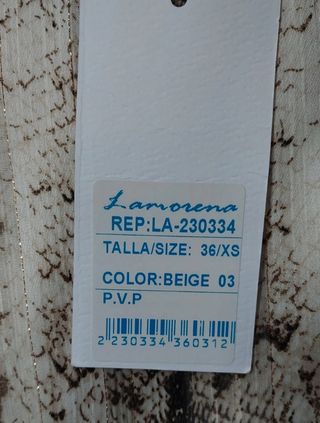 Lamorena
REP:LA-230334
TALLA/SIZE: 36/XS
COLOR:BEIGE 03
P.V.P
2 230334 360312